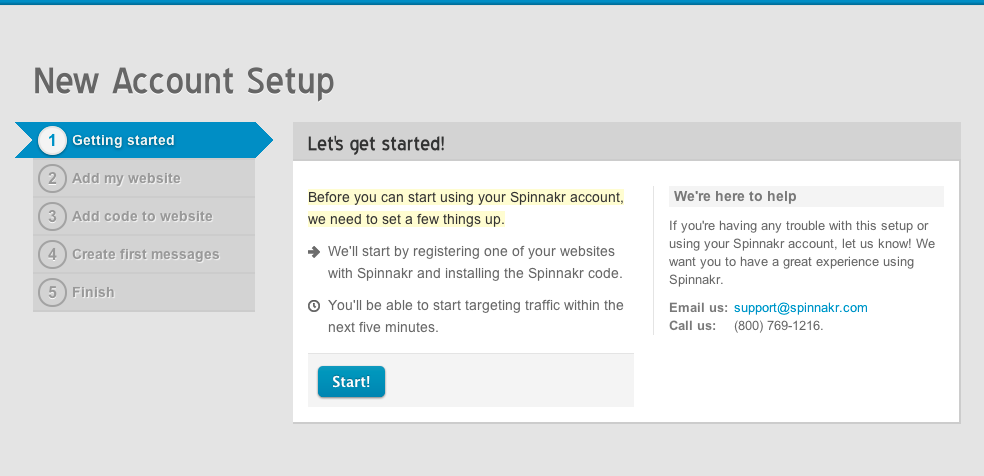 New Account Setup
1 Getting started
2 Add my website
3 Add code to website
4 Create first messages
5 Finish
Let's get started!
Before you can start using your Spinnakr account,
we need to set a few things up.
We'll start by registering one of your websites
with Spinnakr and installing the Spinnakr code.
You'll be able to start targeting traffic within the
next five minutes.
Start!
We're here to help
If you're having any trouble with this setup or
using your Spinnakr account, let us know! We
want you to have a great experience using
Spinnakr.
Email us: support@spinnakr.com
Call us: (800) 769-1216.